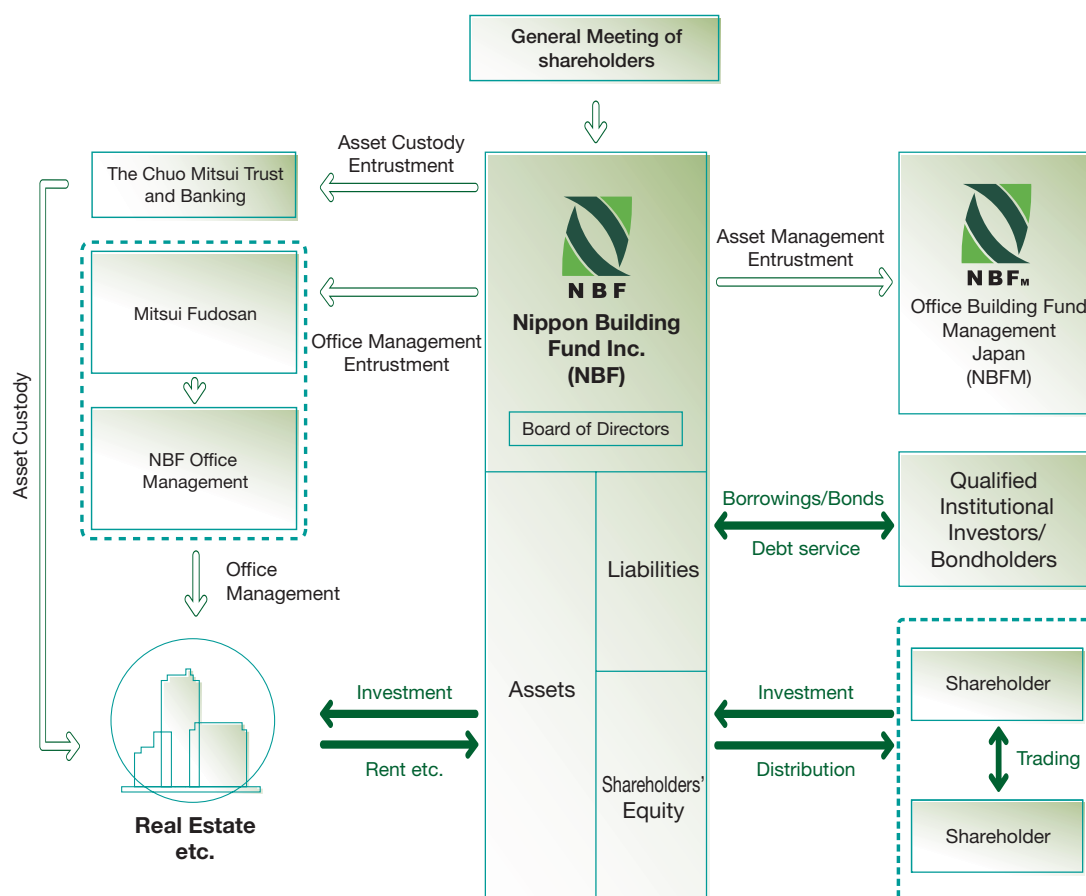 General Meeting of
shareholders
Asset Custody
Entrustment
The Chuo Mitsui Trust
and Banking
Mitsui Fudosan
Office Management
Entrustment
NBF Office
Management
Asset Custody
Office
Management
Real Estate
etc.
NBF
Nippon Building
Fund Inc.
(NBF)
Board of Directors
Asset Management
Entrustment
NBFM
Office Building Fund
Management
Japan
(NBFM)
Assets
Liabilities
Shareholders'
Equity
Borrowings/Bonds
Debt service
Qualified
Institutional
Investors/
Bondholders
Investment
Rent etc.
Investment
Distribution
Shareholder
Trading
Shareholder